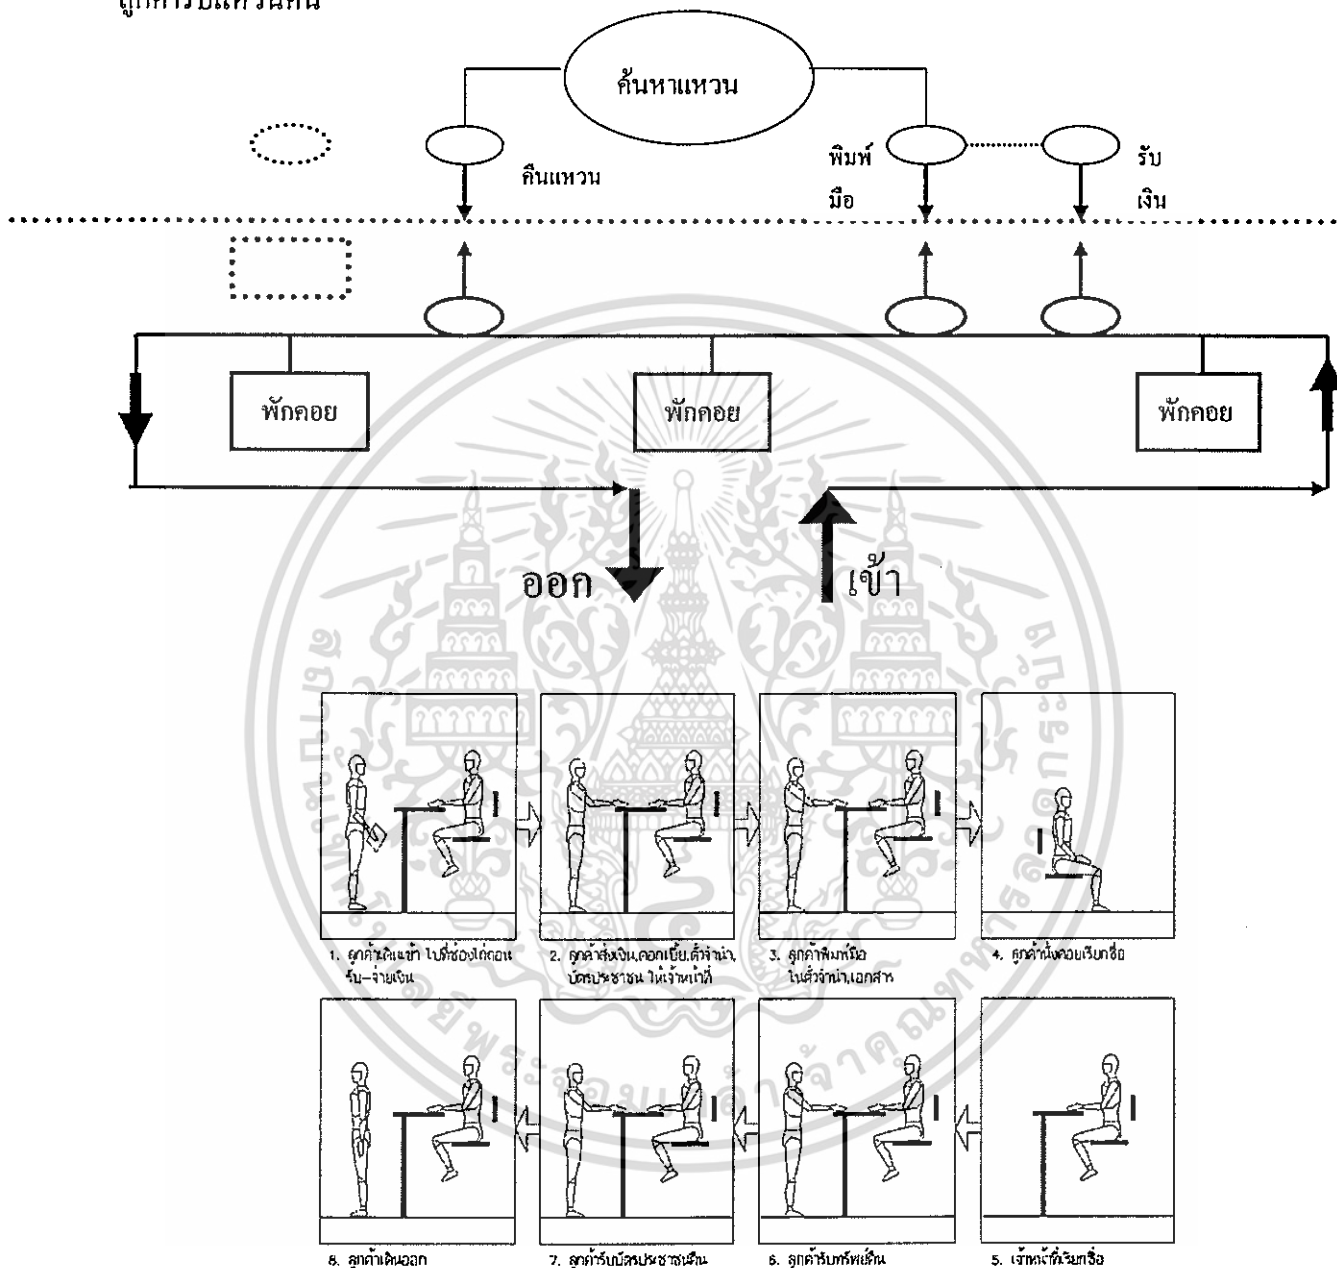 ลูกค้ารับแหวนคืน
ค้นหาแหวน
คืนแหวน
พิมพ์
มือ
รับ
เงิน
พักคอย
พักคอย
พักคอย
ออก
เข้า
1. ลูกค้าเดินเข้า ไปที่ช่องไถ่ถอน
รับ-จ่ายเงิน
2. ลูกค้าส่งเงิน,ดอกเบี้ย,ตั๋วจำนำ,
บัตรประชาชน ให้เจ้าหน้าที่
3. ลูกค้าพิมพ์มือ
ในตั๋วจำนำ,เอกสาร
4. ลูกค้านั่งคอยเรียกชื่อ
8. ลูกค้าเดินออก
7. ลูกค้ารับบัตรประชาชนคืน
6. ลูกค้ารับทรัพย์คืน
5. เจ้าหน้าที่เรียกชื่อ